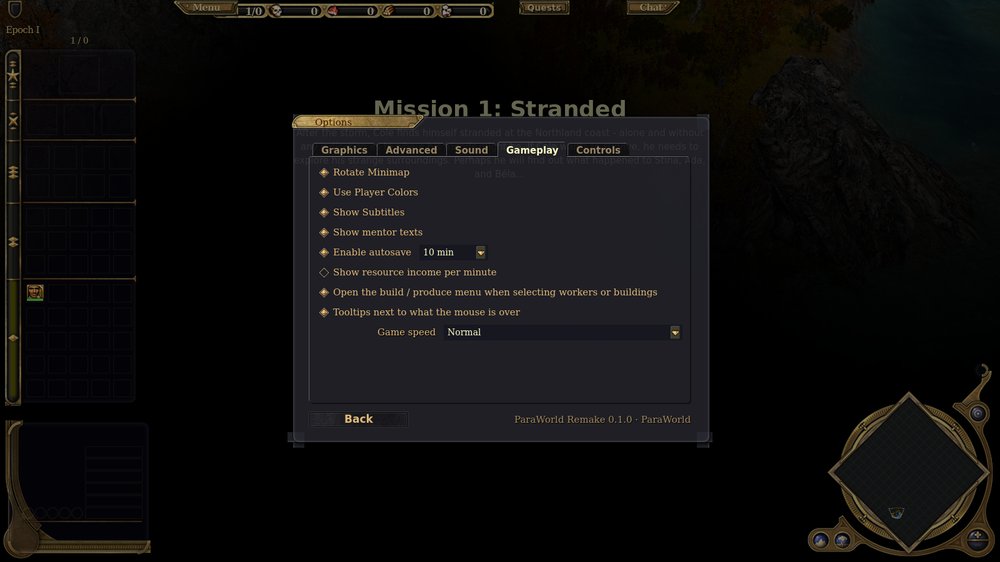 Menu
1/0
0
0
0
0
Quests
Chat
Epoch I
1 / 0
Mission 1: Stranded
Options
After the storm, Cole finds himself stranded at the Northland coast - alone and without
he needs to
explore his strange surroundings. Perhaps he will find out what happened to Stina, Ada,
and Béla...
Graphics
Advanced
Sound
Gameplay
Controls
Rotate Minimap
Use Player Colors
Show Subtitles
Show mentor texts
Enable autosave 10 min
Show resource income per minute
Open the build / produce menu when selecting workers or buildings
Tooltips next to what the mouse is over
Game speed Normal
Back
ParaWorld Remake 0.1.0 · ParaWorld